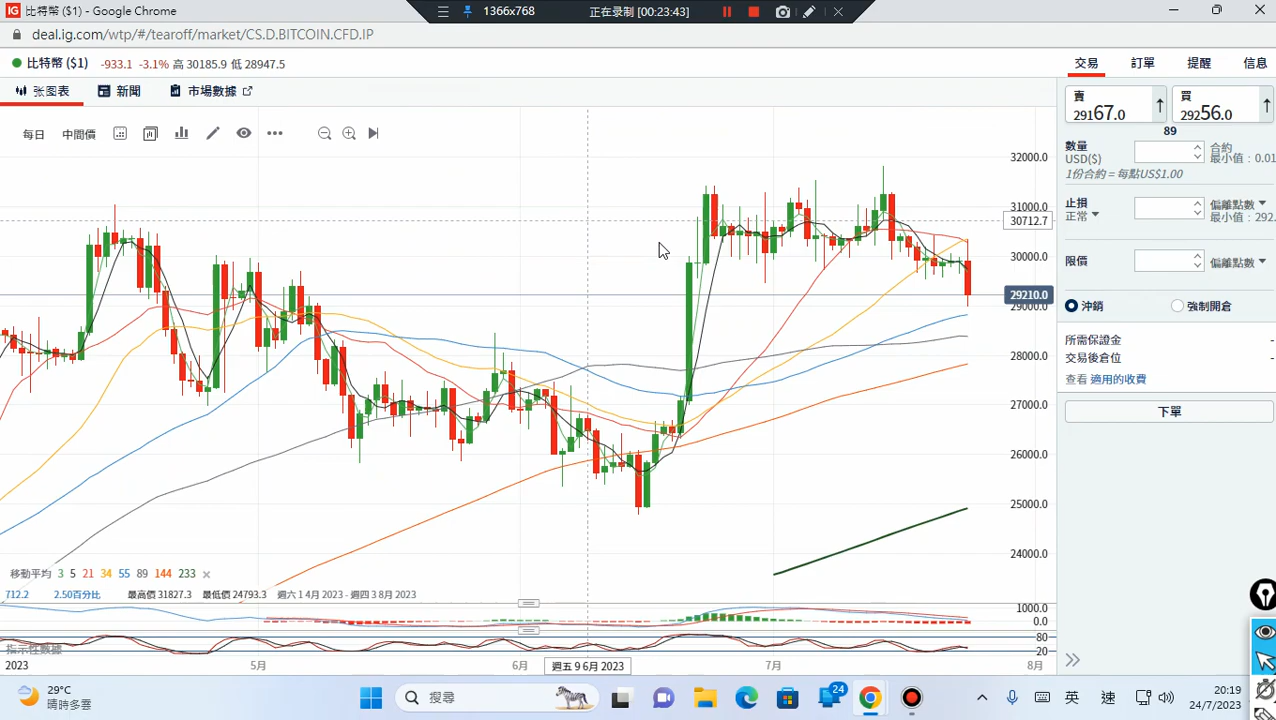 比特幣 ($1) - Google Chrome
1366x768
正在录制 [00:23:43]
deal.ig.com/wtp/#/tearoff/market/CS.D.BITCOIN.CFD.IP
比特幣 ($1) -933.1 -3.1% 高 30185.9 低 28947.5
交易 訂單 提醒 信息
张图表 新聞 市場數據
賣 29167.0
買 29256.0
89
每日 中間價
數量
USD($)
合約
最小值 : 0.01
1份合約 = 每點US$1.00
止損
正常
偏離點數
最小值 : 292.
限價
偏離點數
沖銷 強制開倉
所需保證金 -
交易後倉位 -
查看 適用的收費
下單
32000.0
31000.0
30712.7
30000.0
29210.0
29000.0
28000.0
27000.0
26000.0
25000.0
24000.0
移動平均 3 5 21 34 55 89 144 233
712.2 2.50百分比 最高價 31827.3 最低價 24793.3 週六 1 4月 2023 - 週四 3 8月 2023
1000.0
0.0
80
20
指示性數據
2023 5月 6月 週五 9 6月 2023 7月 8月
29°C
晴時多雲
搜尋
24
英 速
20:19
24/7/2023